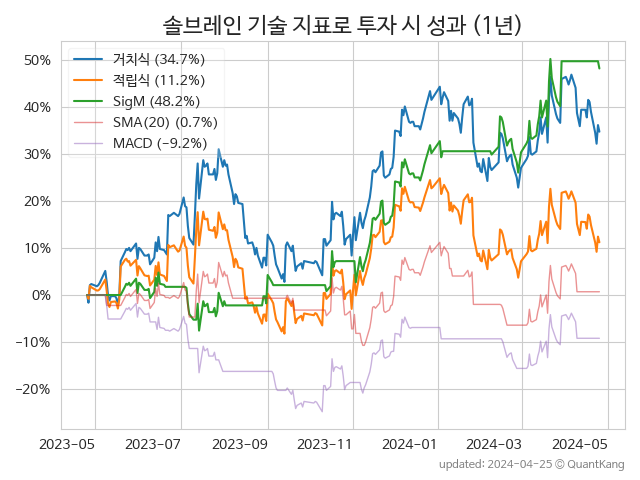 솔브레인 기술 지표로 투자 시 성과 (1년)
거치식 (34.7%)
적립식 (11.2%)
SigM (48.2%)
SMA(20) (0.7%)
MACD (−9.2%)
50%
40%
30%
20%
10%
0%
−10%
−20%
2023-05 2023-07 2023-09 2023-11 2024-01 2024-03 2024-05
updated: 2024-04-25 © QuantKang